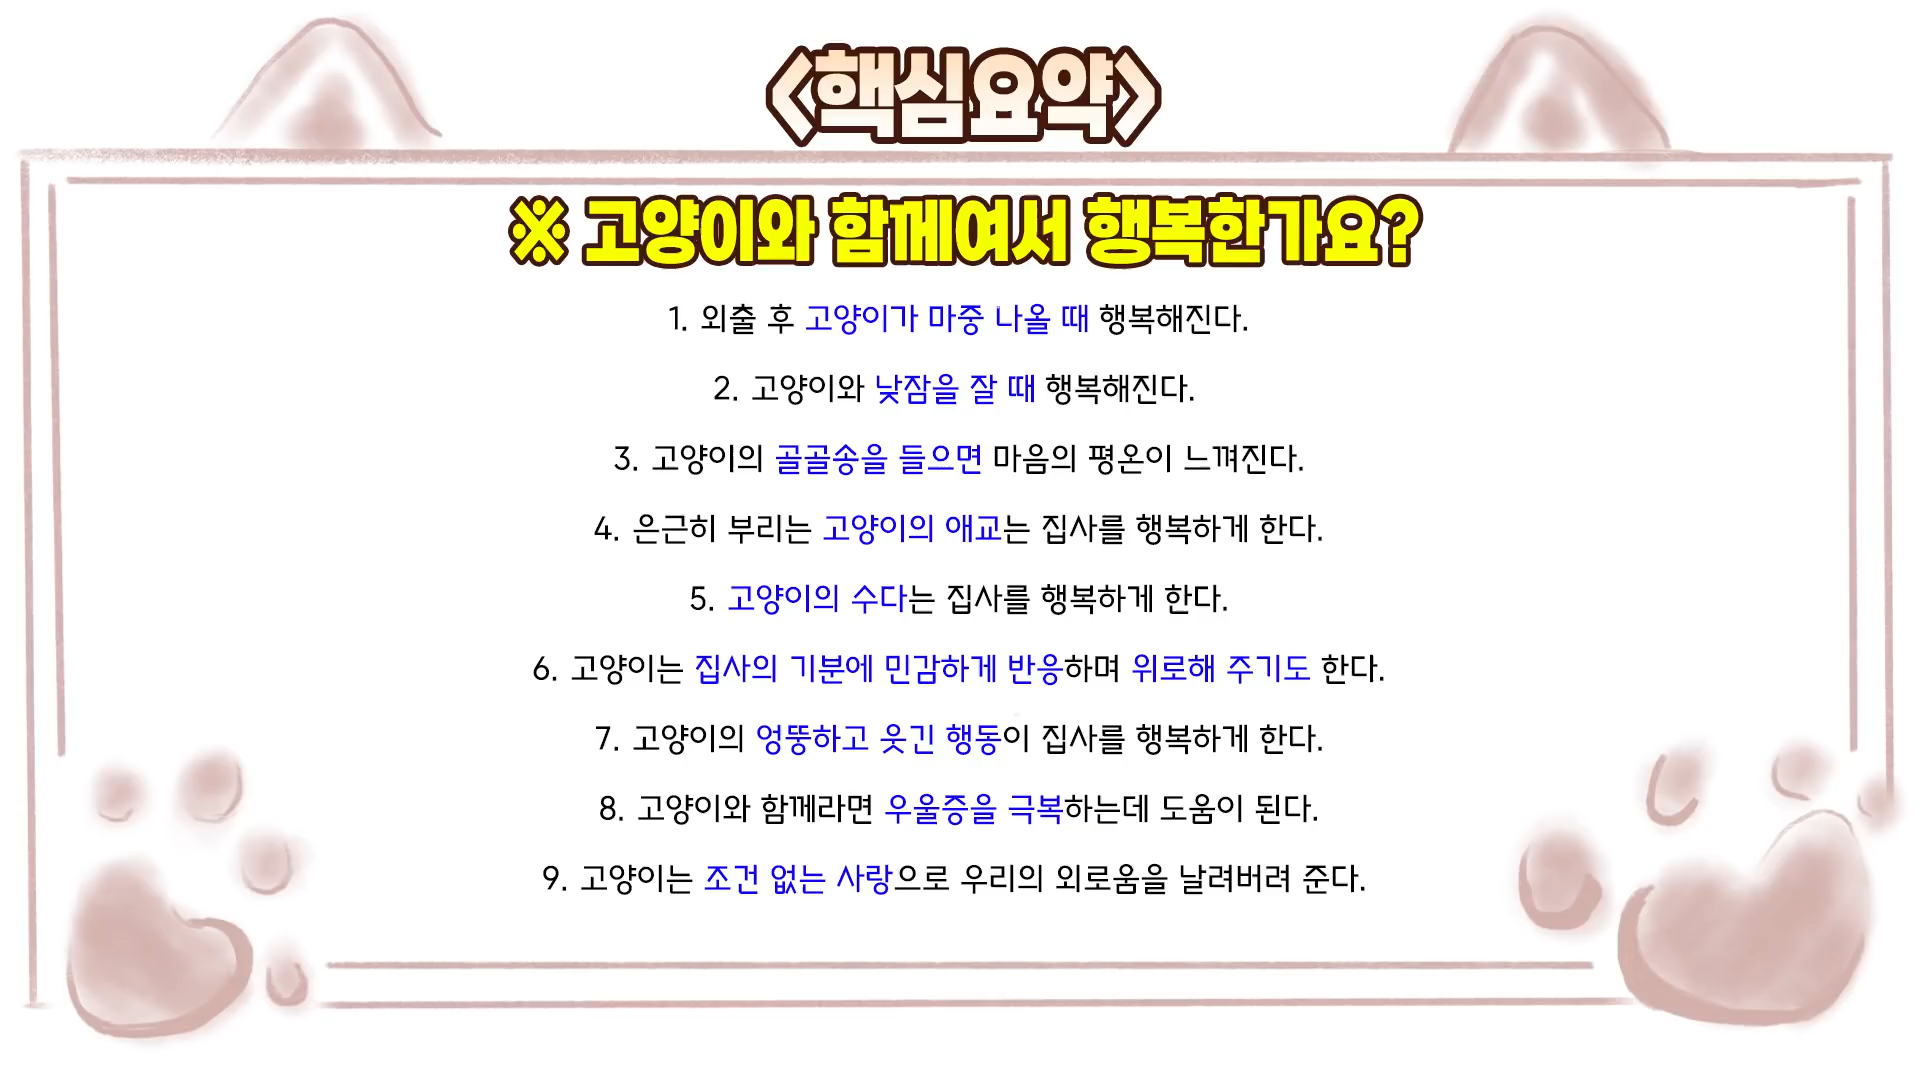 <핵심요약>
※ 고양이와 함께여서 행복한가요?
1. 외출 후 고양이가 마중 나올 때 행복해진다.
2. 고양이와 낮잠을 잘 때 행복해진다.
3. 고양이의 골골송을 들으면 마음의 평온이 느껴진다.
4. 은근히 부리는 고양이의 애교는 집사를 행복하게 한다.
5. 고양이의 수다는 집사를 행복하게 한다.
6. 고양이는 집사의 기분에 민감하게 반응하며 위로해 주기도 한다.
7. 고양이의 엉뚱하고 웃긴 행동이 집사를 행복하게 한다.
8. 고양이와 함께라면 우울증을 극복하는데 도움이 된다.
9. 고양이는 조건 없는 사랑으로 우리의 외로움을 날려버려 준다.